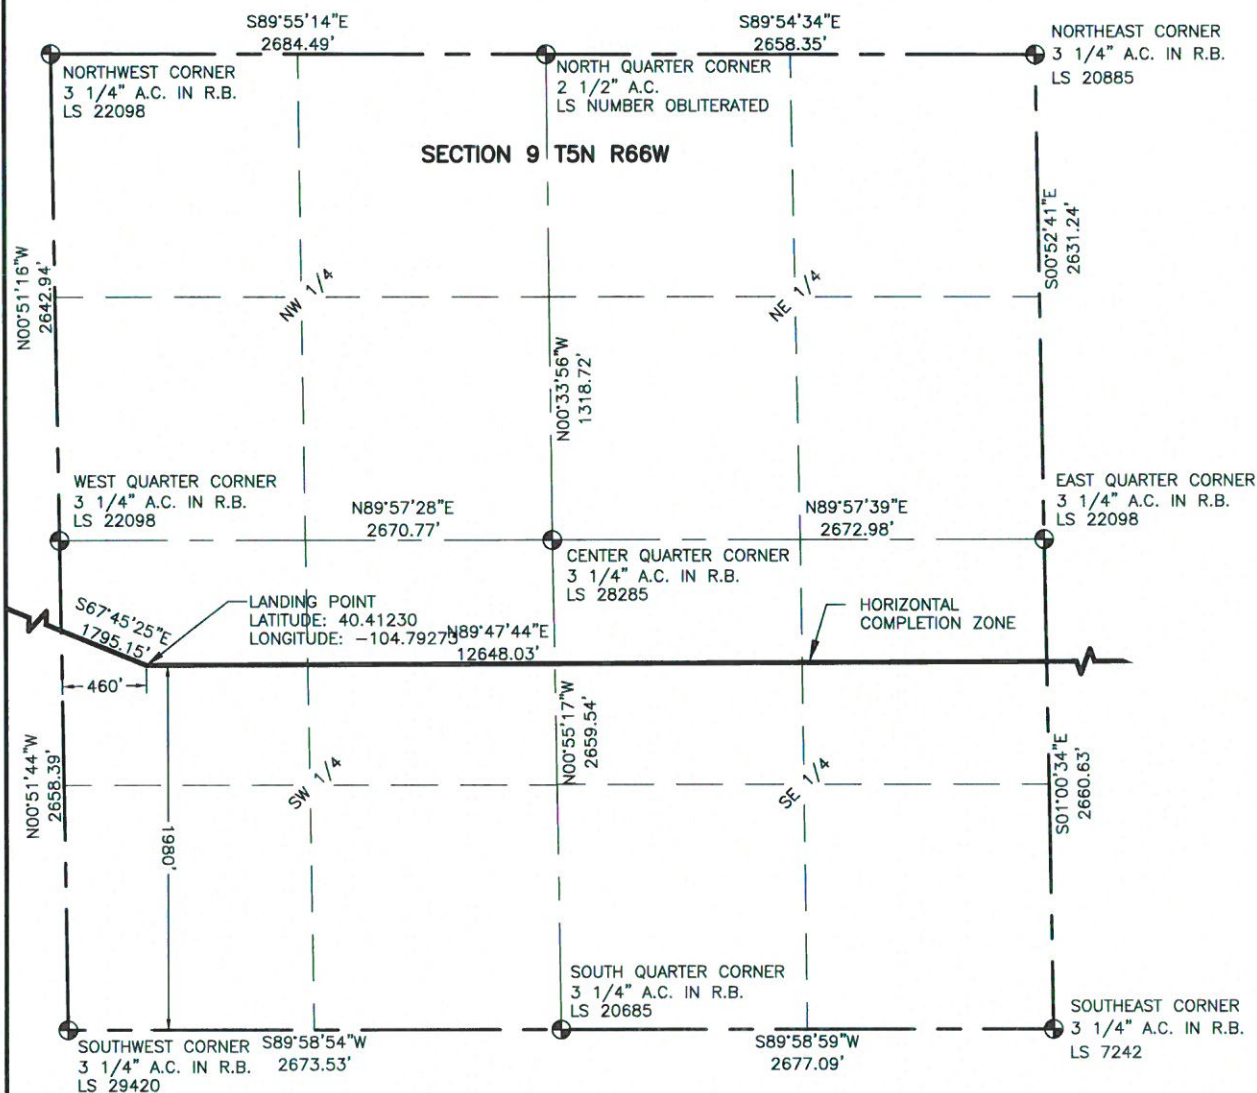 S89°55'14"E
2684.49'
S89°54'34"E
2658.35'
NORTHEAST CORNER
3 1/4" A.C. IN R.B.
LS 20885
NORTHWEST CORNER
3 1/4" A.C. IN R.B.
LS 22098
NORTH QUARTER CORNER
2 1/2" A.C.
LS NUMBER OBLITERATED
SECTION 9 T5N R66W
N00°51'16"W
2642.94'
NW 1/4
NE 1/4
S00°52'41"E
2631.24'
N00°33'56"W
1318.72'
WEST QUARTER CORNER
3 1/4" A.C. IN R.B.
LS 22098
N89°57'28"E
2670.77'
N89°57'39"E
2672.98'
EAST QUARTER CORNER
3 1/4" A.C. IN R.B.
LS 22098
CENTER QUARTER CORNER
3 1/4" A.C. IN R.B.
LS 28285
S67°45'25"E
1795.15'
LANDING POINT
LATITUDE: 40.41230
LONGITUDE: -104.79273
N89°47'44"E
12648.03'
HORIZONTAL
COMPLETION ZONE
460'
N00°51'44"W
2658.39'
1980'
SW 1/4
N00°55'17"W
2659.54'
SE 1/4
S01°00'34"E
2660.63'
SOUTH QUARTER CORNER
3 1/4" A.C. IN R.B.
LS 20685
SOUTHWEST CORNER
3 1/4" A.C. IN R.B.
LS 29420
S89°58'54"W
2673.53'
S89°58'59"W
2677.09'
SOUTHEAST CORNER
3 1/4" A.C. IN R.B.
LS 7242